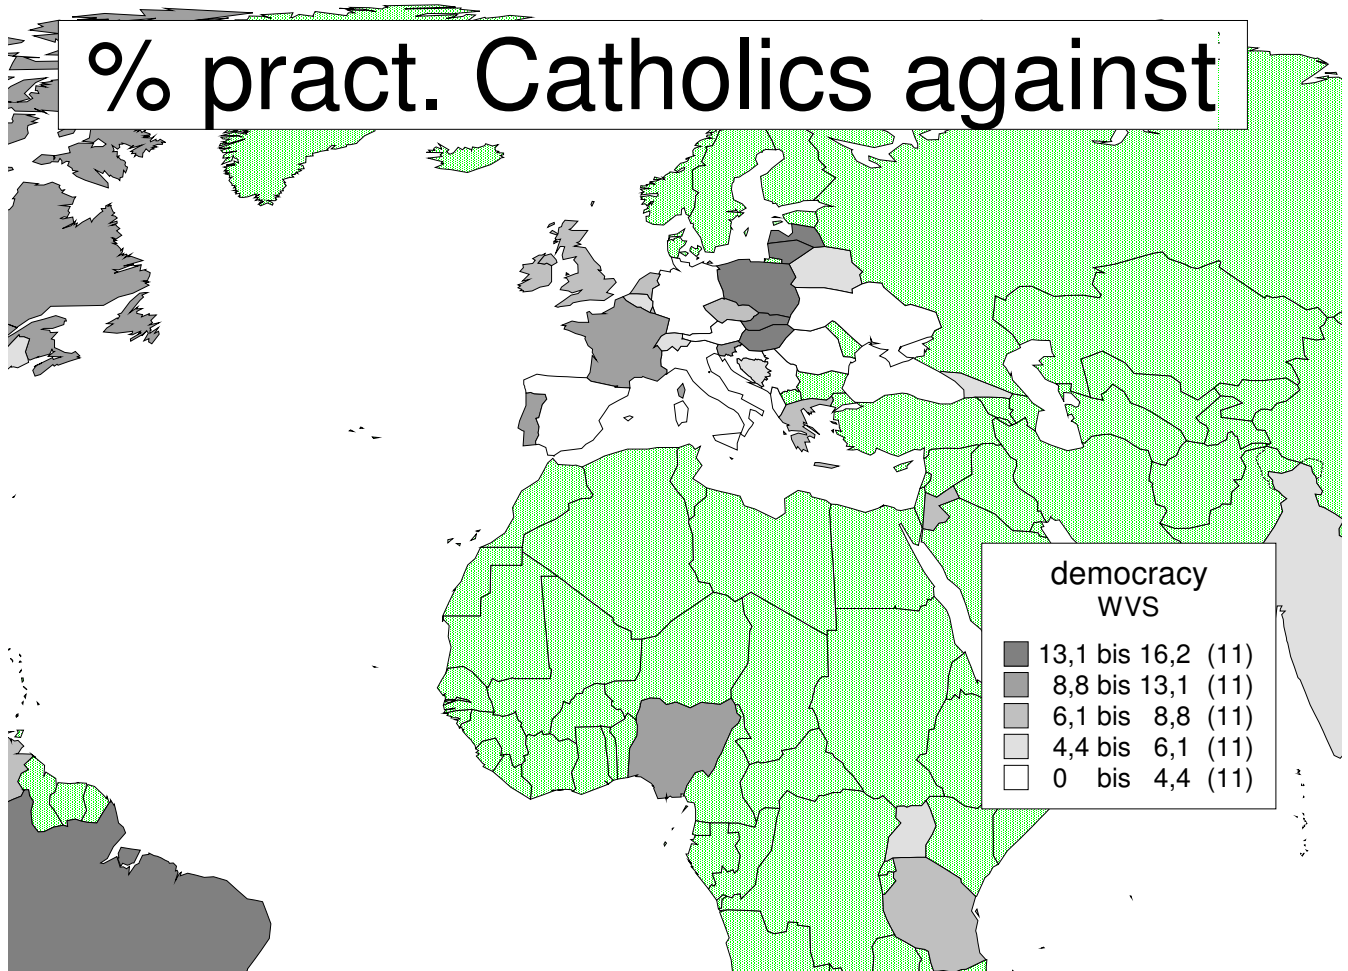 % pract. Catholics against
democracy
WVS
13,1 bis 16,2 (11)
8,8 bis 13,1 (11)
6,1 bis 8,8 (11)
4,4 bis 6,1 (11)
0 bis 4,4 (11)